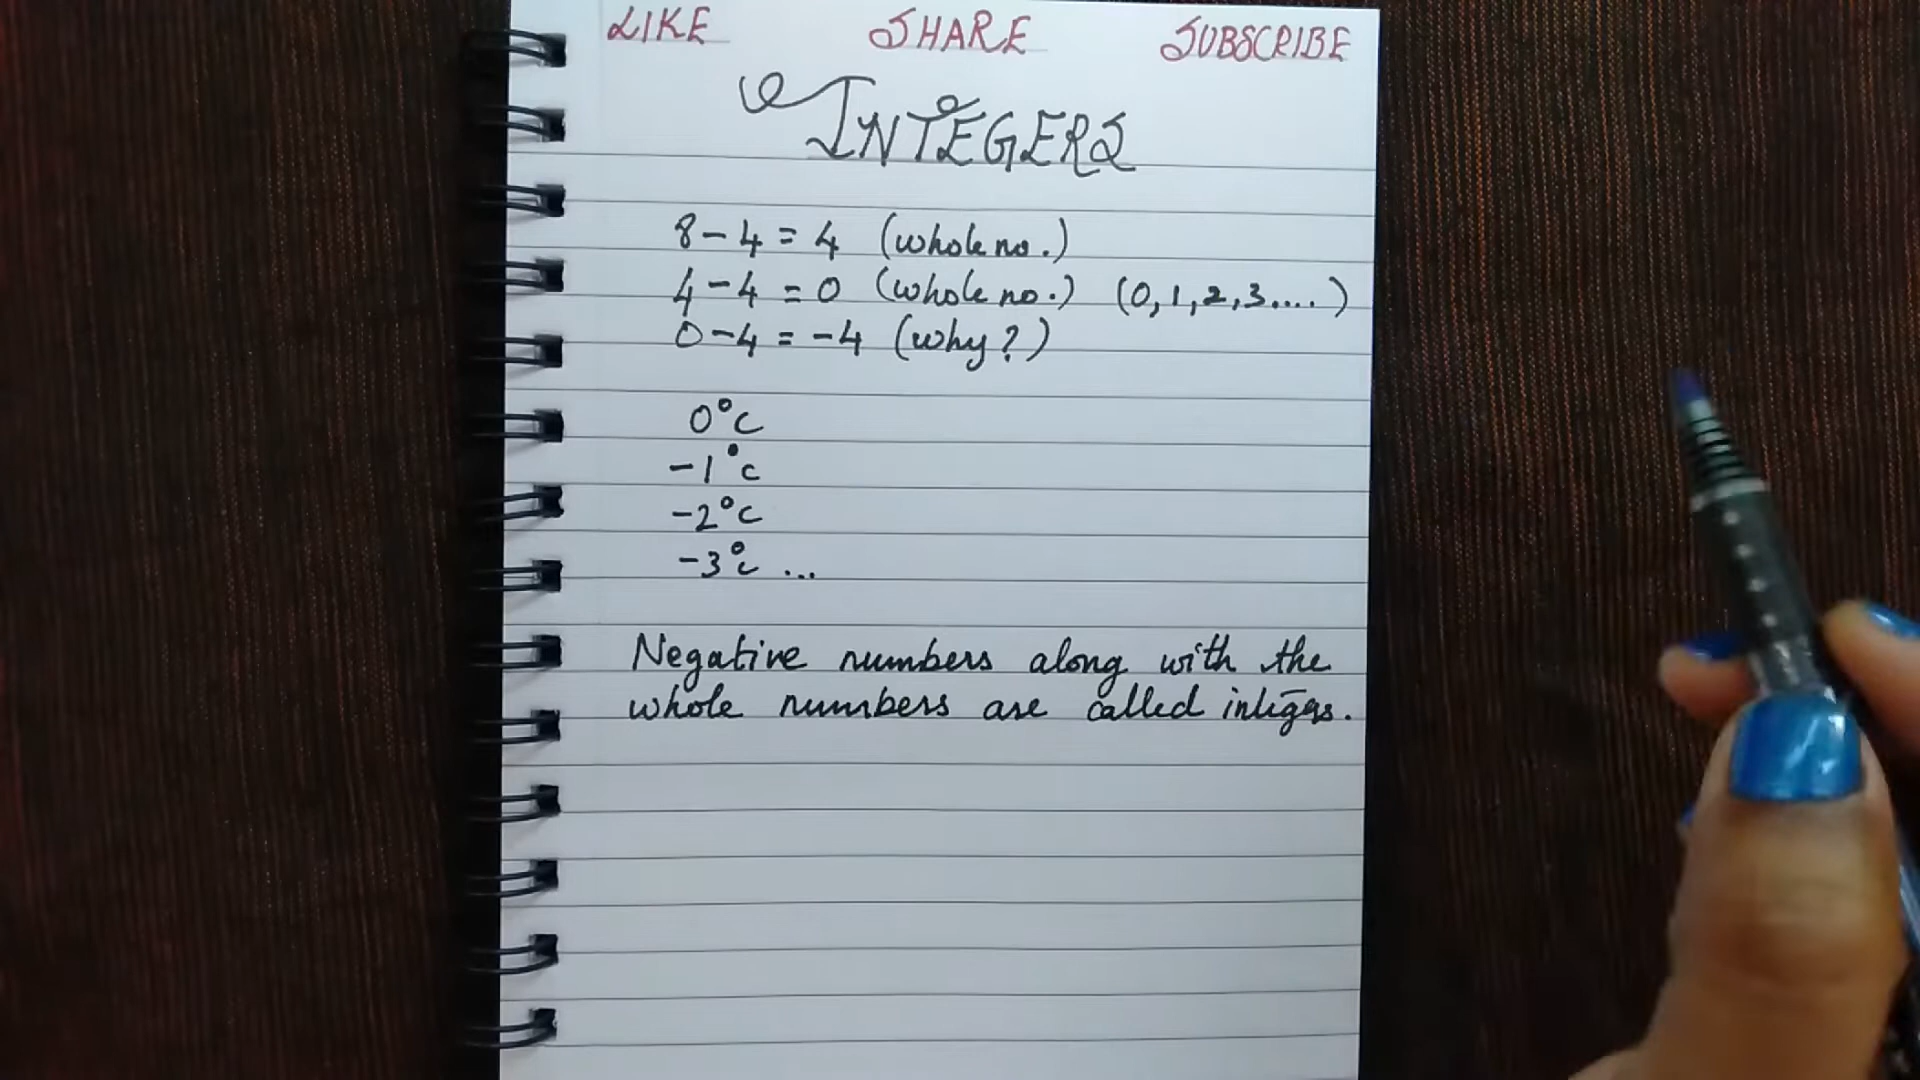 LIKE SHARE SUBSCRIBE
INTEGERS
8 - 4 = 4 (whole no.)
4 - 4 = 0 (whole no.) (0, 1, 2, 3....)
0 - 4 = -4 (why?)
0°C
-1°C
-2°C
-3°C ...
Negative numbers along with the
whole numbers are called integers.